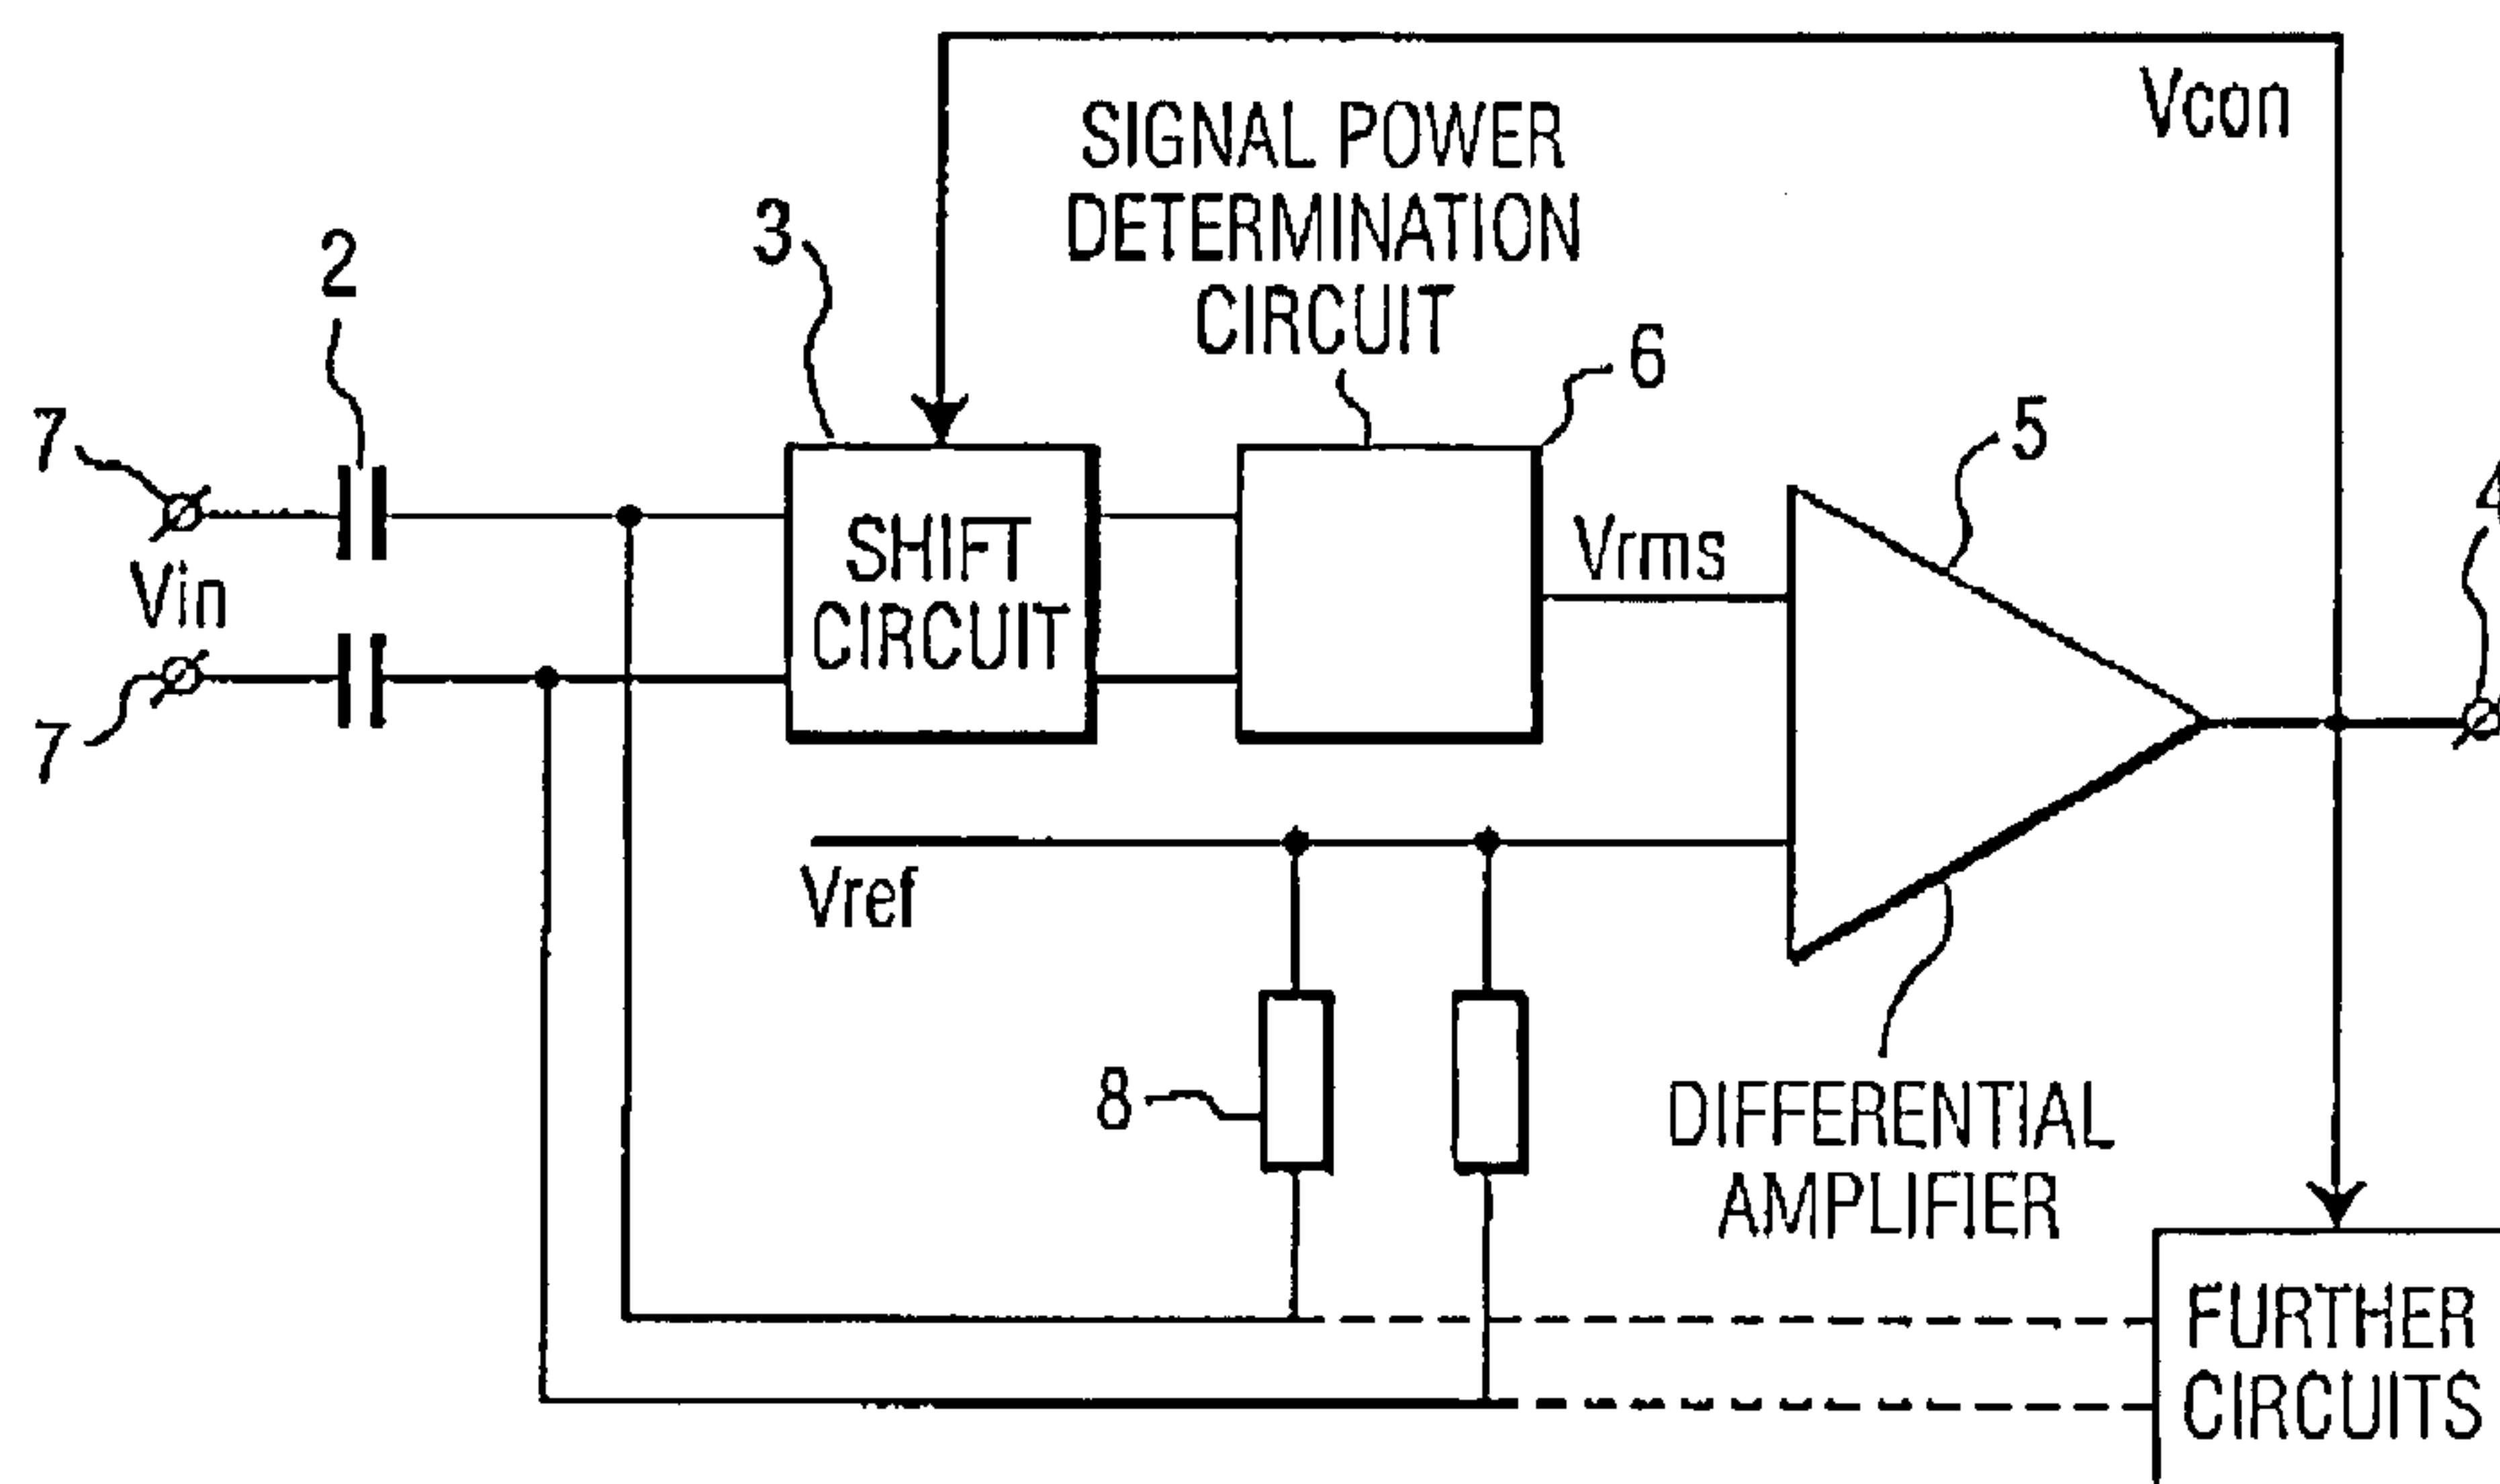 Vcon
SIGNAL POWER
DETERMINATION
CIRCUIT
3
2
6
5
7
4
SHIFT
CIRCUIT
Vrms
Vin
7
Vref
8
DIFFERENTIAL
AMPLIFIER
FURTHER
CIRCUITS